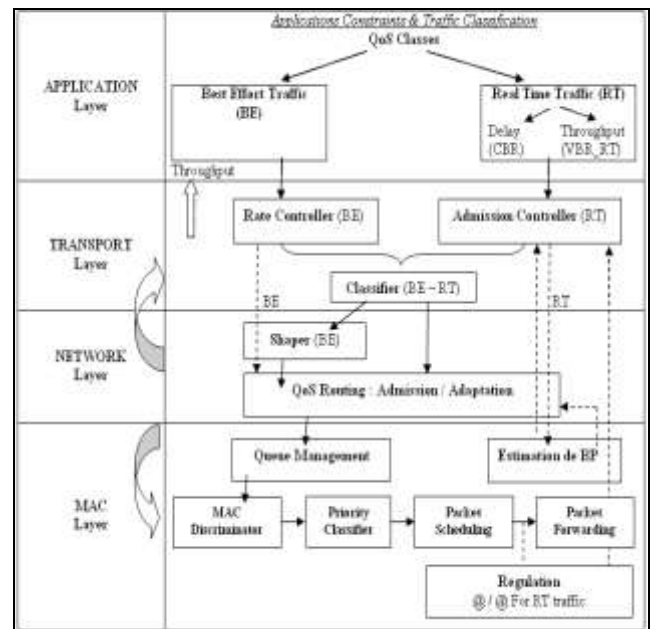 Applications Constraints & Traffic Classification
QoS Classes
APPLICATION
Layer
Best Effort Traffic
(BE)
Real Time Traffic (RT)
Delay
(CBR)
Throughput
(VBR_RT)
Throughput
TRANSPORT
Layer
Rate Controller (BE)
Admission Controller (RT)
Classifier (BE – RT)
BE
RT
NETWORK
Layer
Shaper (BE)
QoS Routing : Admission / Adaptation
MAC
Layer
Queue Management
Estimation de BP
MAC
Discriminator
Priority
Classifier
Packet
Scheduling
Packet
Forwarding
Regulation
@ / @ For RT traffic